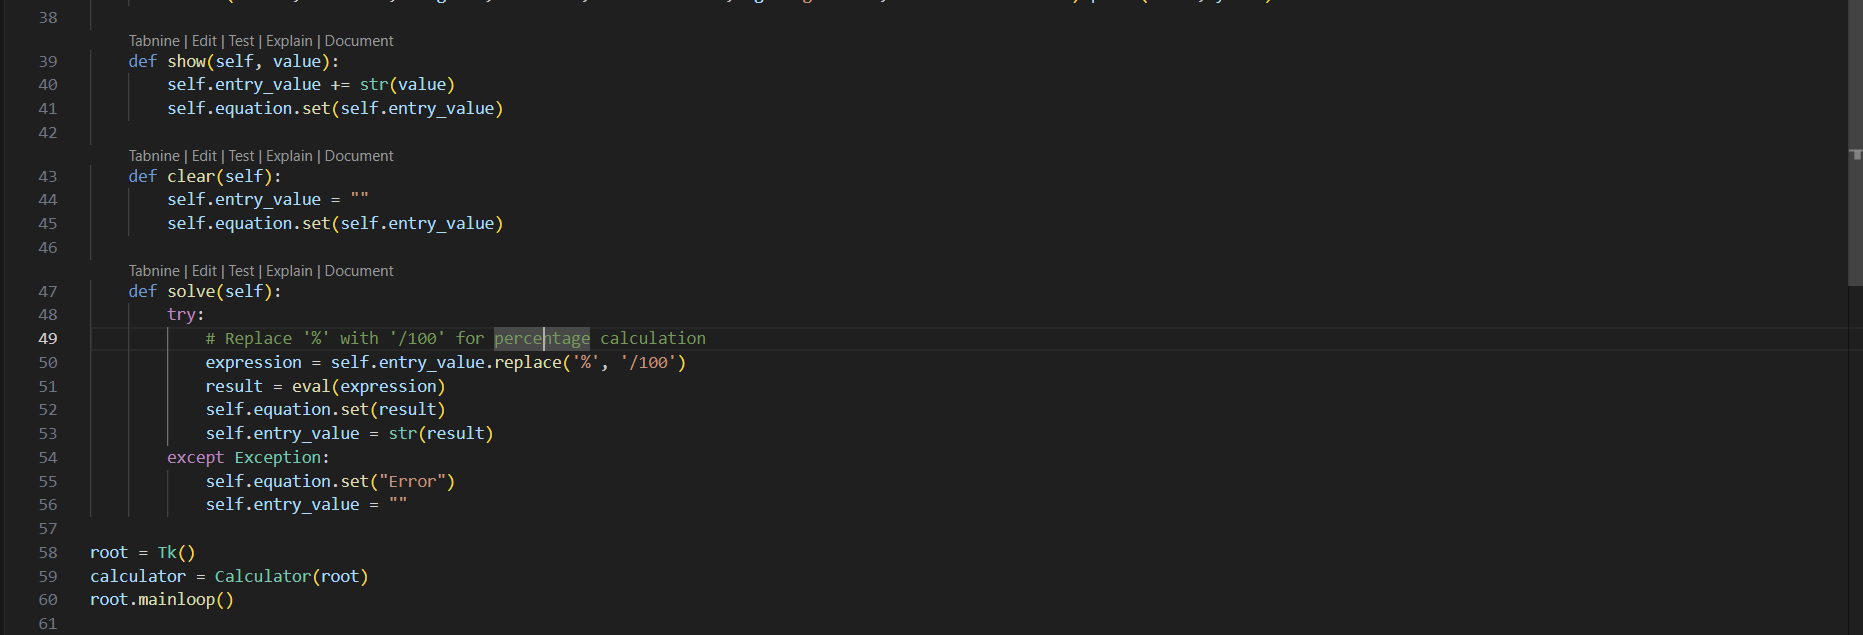 38
Tabnine | Edit | Test | Explain | Document
39 def show(self, value):
40 self.entry_value += str(value)
41 self.equation.set(self.entry_value)
42
Tabnine | Edit | Test | Explain | Document
43 def clear(self):
44 self.entry_value = ""
45 self.equation.set(self.entry_value)
46
Tabnine | Edit | Test | Explain | Document
47 def solve(self):
48 try:
49 # Replace '%' with '/100' for percentage calculation
50 expression = self.entry_value.replace('%', '/100')
51 result = eval(expression)
52 self.equation.set(result)
53 self.entry_value = str(result)
54 except Exception:
55 self.equation.set("Error")
56 self.entry_value = ""
57
58 root = Tk()
59 calculator = Calculator(root)
60 root.mainloop()
61